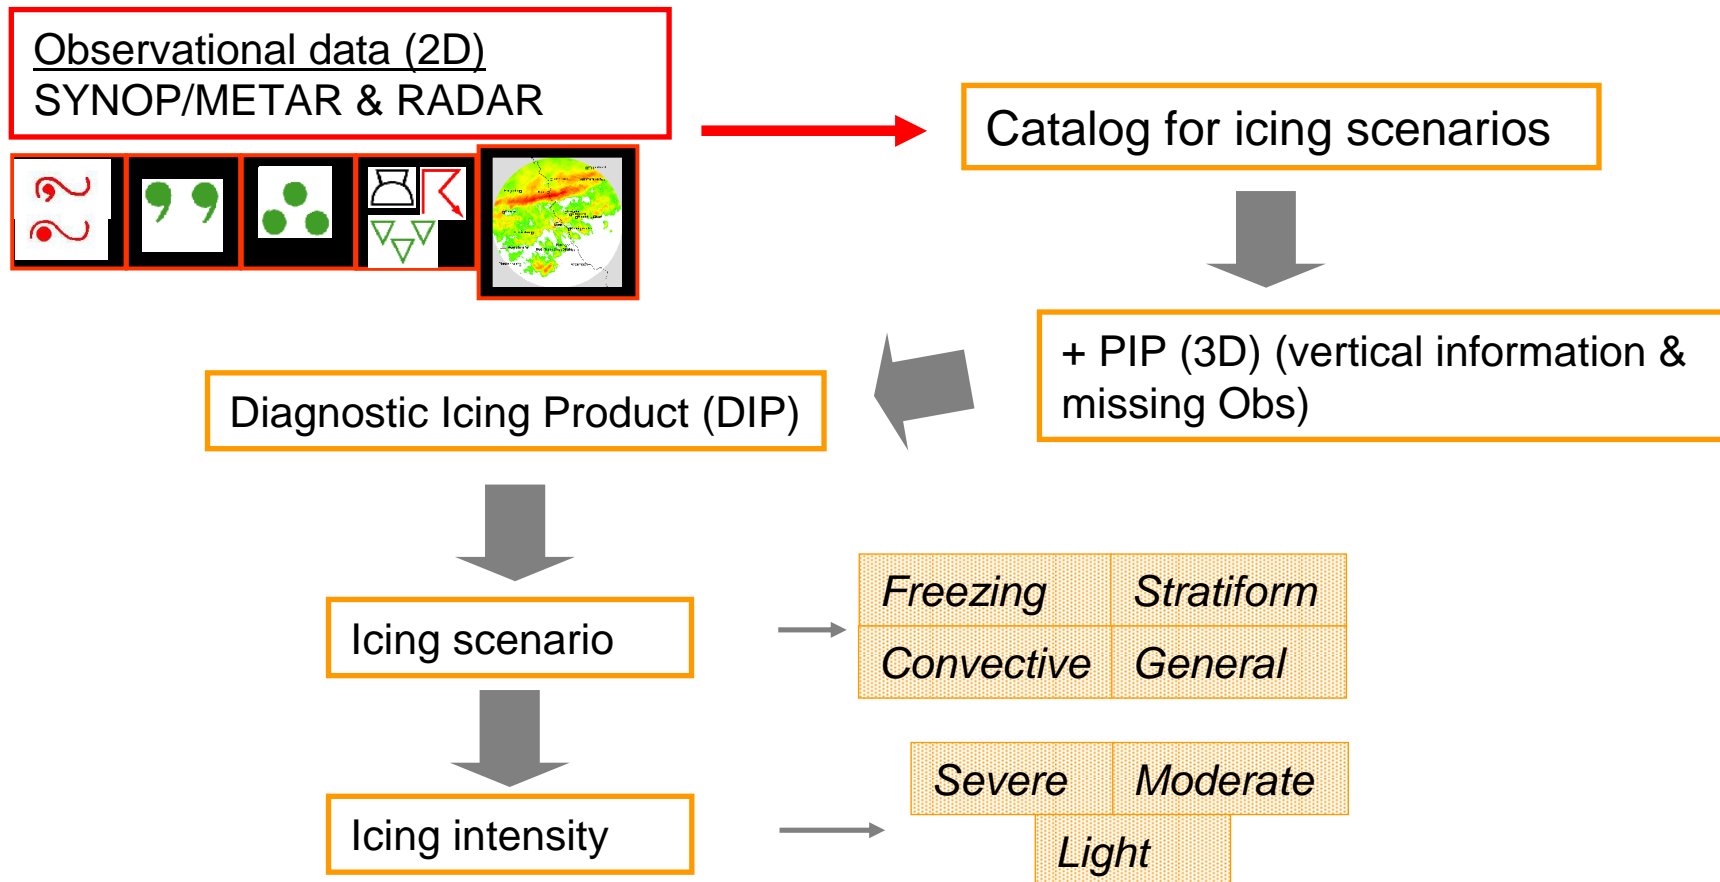 Observational data (2D)
SYNOP/METAR & RADAR
Catalog for icing scenarios
+ PIP (3D) (vertical information &
missing Obs)
Diagnostic Icing Product (DIP)
Icing scenario
Freezing
Stratiform
Convective
General
Icing intensity
Severe
Moderate
Light